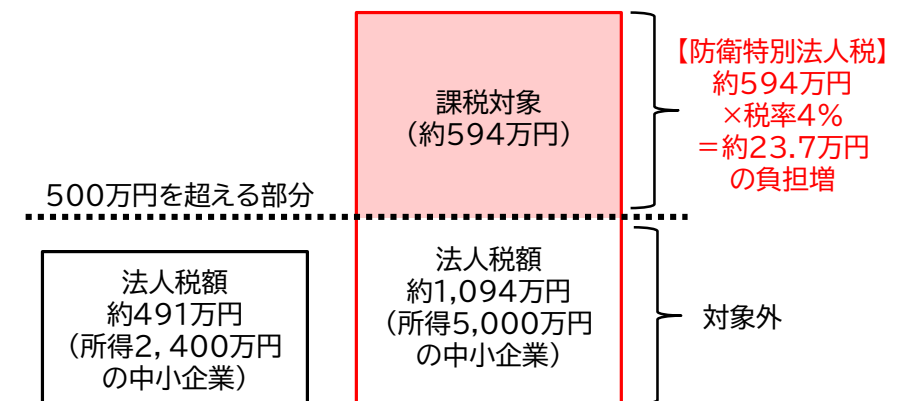 課税対象
(約594万円)
【防衛特別法人税】
約594万円
×税率4%
=約23.7万円
の負担増
500万円を超える部分
法人税額
約491万円
(所得2,400万円
の中小企業)
法人税額
約1,094万円
(所得5,000万円
の中小企業)
対象外